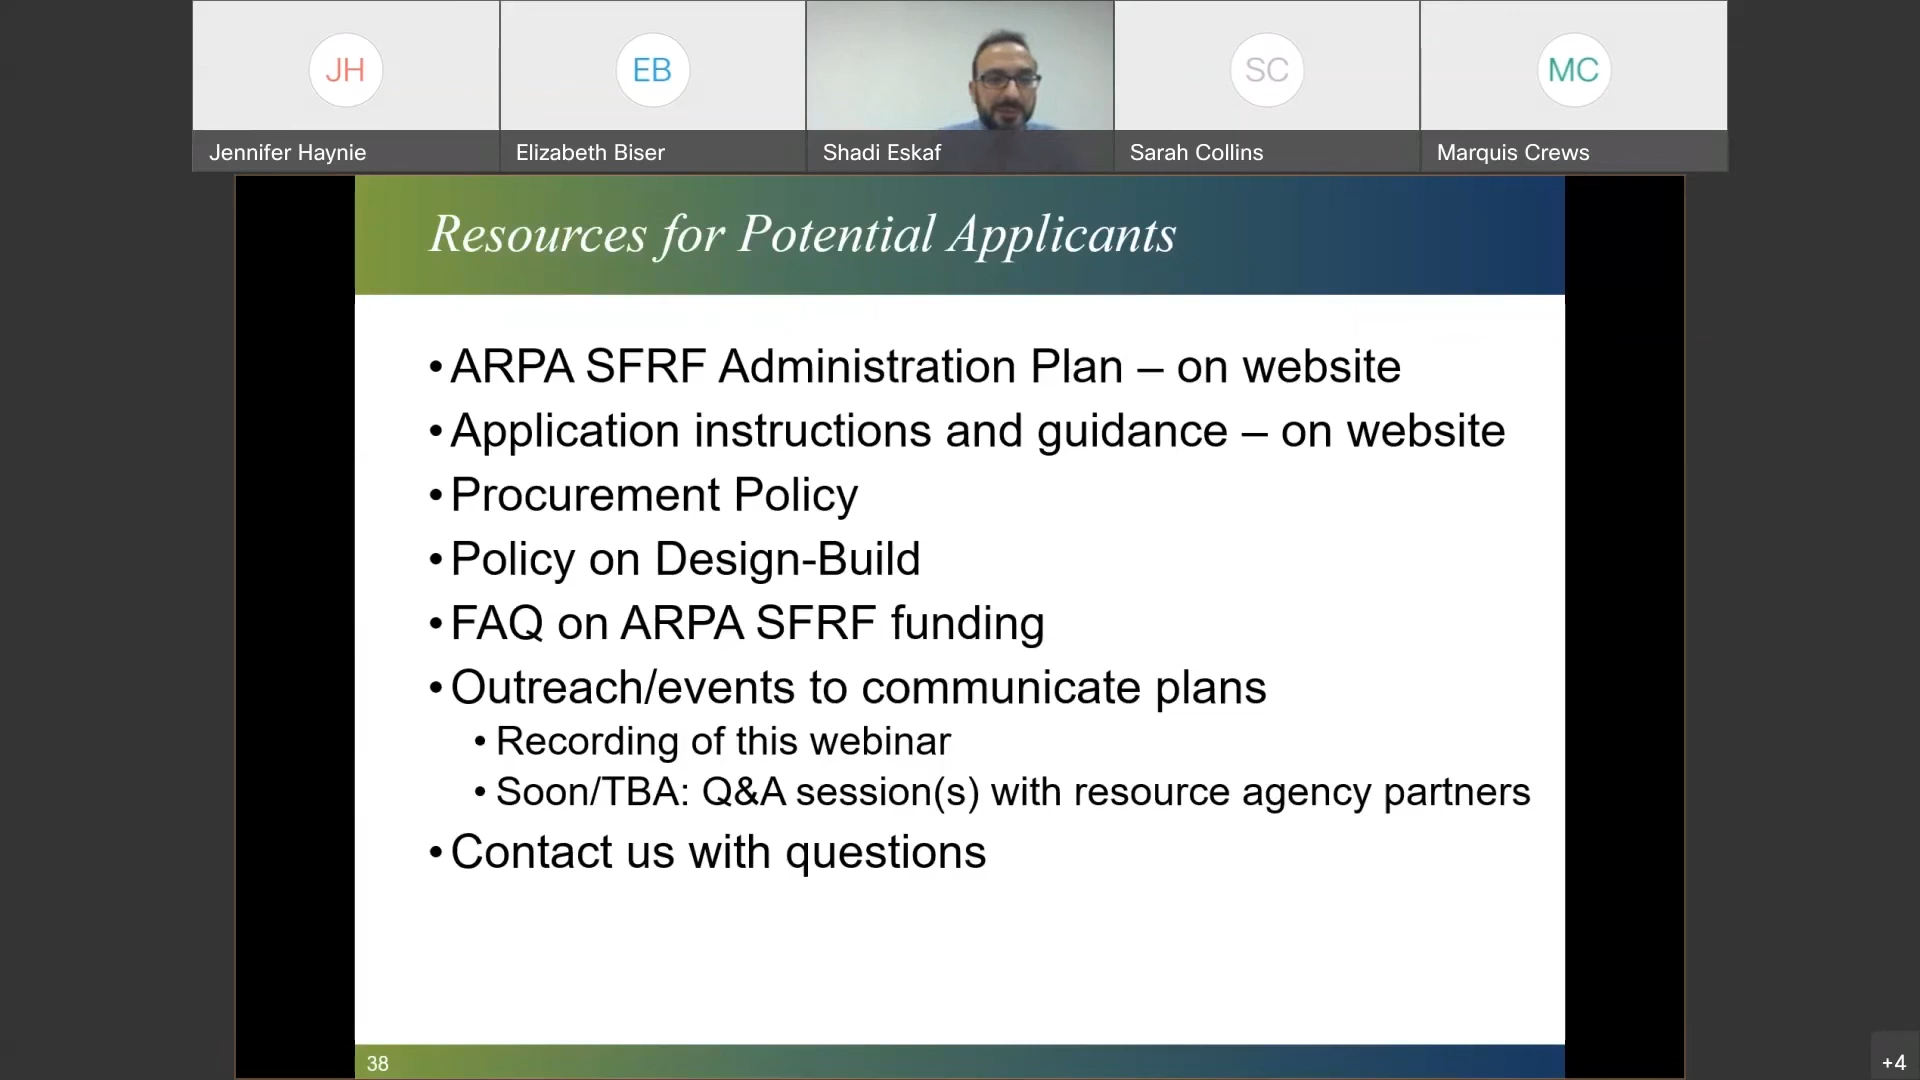 JH
EB
SC
MC
Jennifer Haynie
Elizabeth Biser
Shadi Eskaf
Sarah Collins
Marquis Crews
Resources for Potential Applicants
•ARPA SFRF Administration Plan – on website
•Application instructions and guidance – on website
•Procurement Policy
•Policy on Design-Build
•FAQ on ARPA SFRF funding
•Outreach/events to communicate plans
•Recording of this webinar
•Soon/TBA: Q&A session(s) with resource agency partners
•Contact us with questions
38
+4